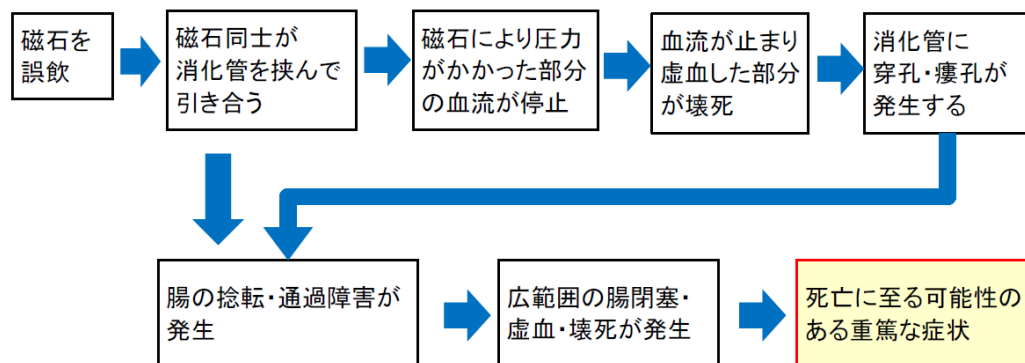 磁石を
誤飲
磁石同士が
消化管を挟んで
引き合う
磁石により圧力
がかかった部分
の血流が停止
血流が止まり
虚血した部分
が壊死
消化管に
穿孔・瘻孔が
発生する
腸の捻転・通過障害が
発生
広範囲の腸閉塞・
虚血・壊死が発生
死亡に至る可能性の
ある重篤な症状